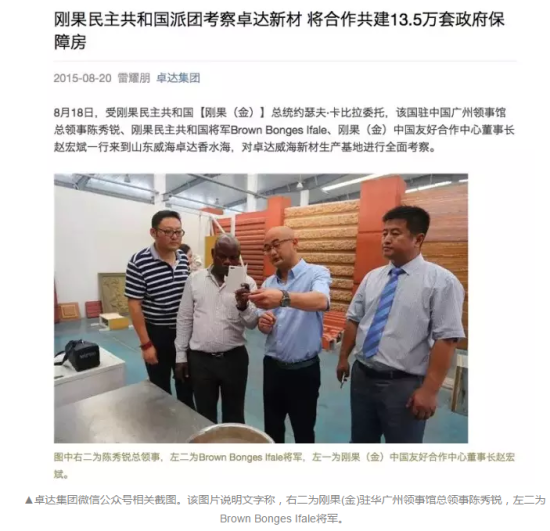 刚果民主共和国派团考察卓达新材 将合作共建13.5万套政府保
障房
2015-08-20 雷耀朋 卓达集团
8月18日，受刚果民主共和国【刚果（金）】总统约瑟夫·卡比拉委托，该国驻中国广州领事馆
总领事陈秀锐、刚果民主共和国将军Brown Bonges Ifale、刚果（金）中国友好合作中心董事长
赵宏斌一行来到山东威海卓达香水海，对卓达威海新材生产基地进行全面考察。
图中右二为陈秀锐总领事，左二为Brown Bonges Ifale将军，左一为刚果（金）中国友好合作中心董事长赵宏
斌。
▲卓达集团微信公众号相关截图。该图片说明文字称，右二为刚果(金)驻华广州领事馆总领事陈秀锐，左二为
Brown Bonges Ifale将军。